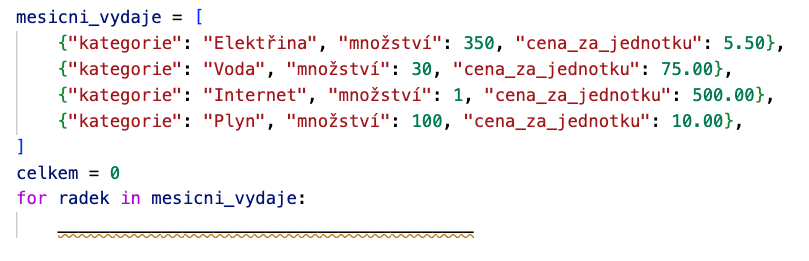 mesicni_vydaje = [
    {"kategorie": "Elektřina", "množství": 350, "cena_za_jednotku": 5.50},
    {"kategorie": "Voda", "množství": 30, "cena_za_jednotku": 75.00},
    {"kategorie": "Internet", "množství": 1, "cena_za_jednotku": 500.00},
    {"kategorie": "Plyn", "množství": 100, "cena_za_jednotku": 10.00},
]
celkem = 0
for radek in mesicni_vydaje:
    ________________________________________